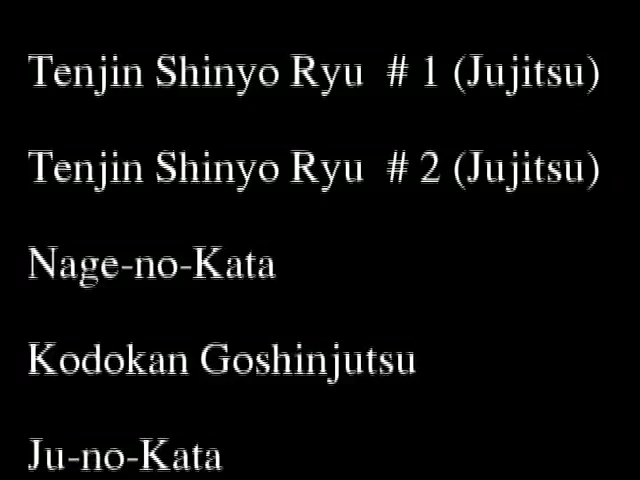 Tenjin Shinyo Ryu  # 1 (Jujitsu)
Tenjin Shinyo Ryu  # 2 (Jujitsu)
Nage-no-Kata
Kodokan Goshinjutsu
Ju-no-Kata